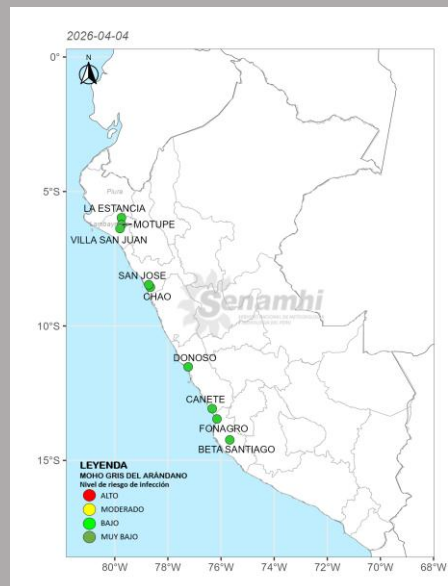 2026-04-04
N
0°
5°S
10°S
15°S
Piura
LA ESTANCIA
MOTUPE
VILLA SAN JUAN
SAN JOSE
CHAO
Senamhi
DONOSO
CANETE
FONAGRO
BETA SANTIAGO
LEYENDA
MOHO GRIS DEL ARÁNDANO
Nivel de riesgo de infección
ALTO
MODERADO
BAJO
MUY BAJO
80°W 78°W 76°W 74°W 72°W 70°W 68°W